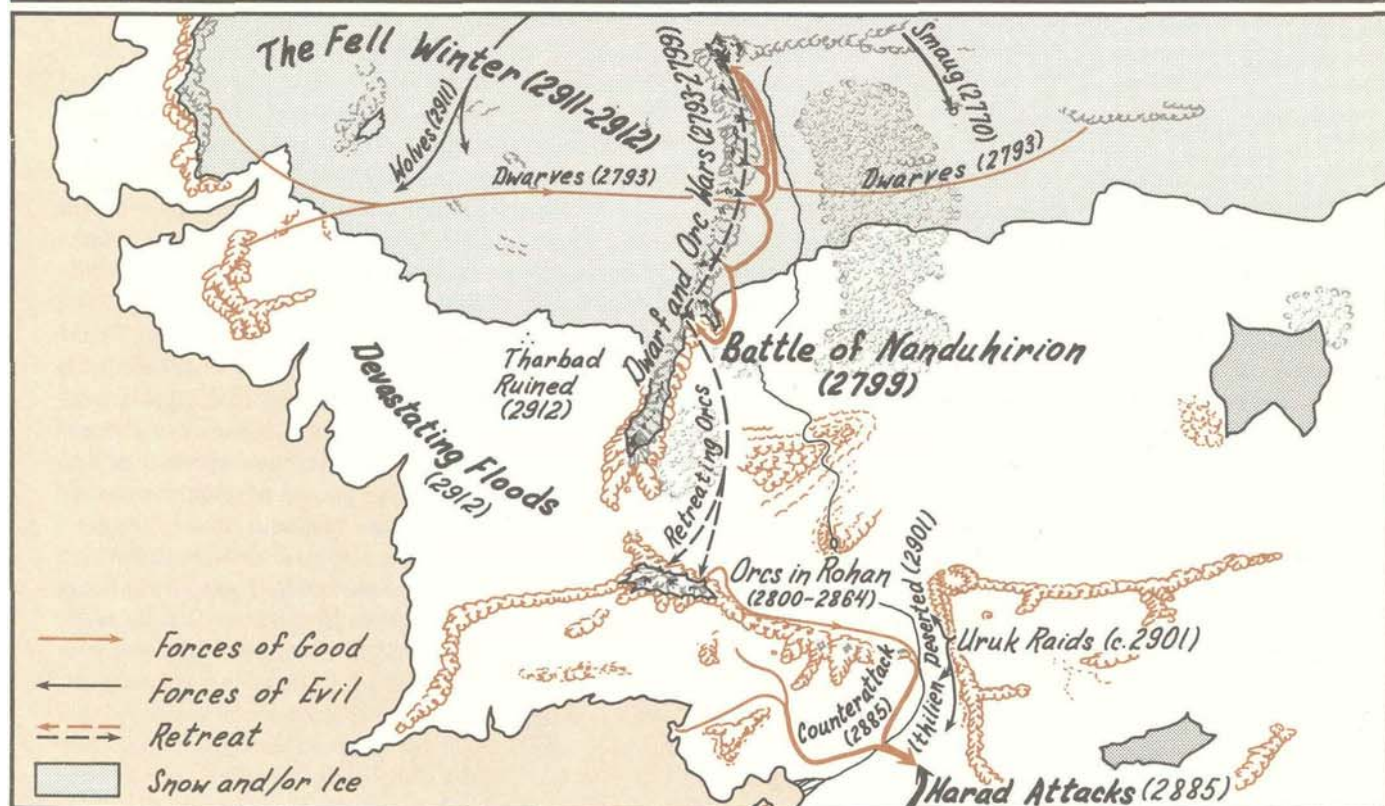 The Fell Winter (2911-2912)
Wolves (2911)
Dwarves (2793)
Dwarf and Orc Wars (2793-2799)
Smaug (2770)
Dwarves (2793)
Battle of Nanduhirion
(2799)
Tharbad
Ruined
(2912)
Devastating Floods
(2912)
Retreating Orcs
Orcs in Rohan
(2800-2864)
Ithilien Deserted (2901)
Uruk Raids (c. 2901)
Counterattack
(2885)
Harad Attacks (2885)
Forces of Good
Forces of Evil
Retreat
Snow and/or Ice